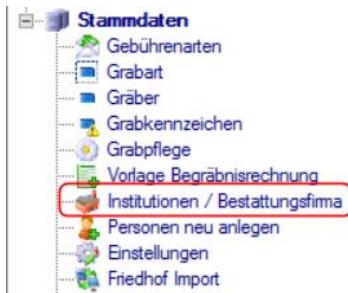 Stammdaten
Gebührenarten
Grabart
Gräber
Grabkennzeichen
Grabpflege
Vorlage Begräbnisrechnung
Institutionen / Bestattungsfirma
Personen neu anlegen
Einstellungen
Friedhof Import